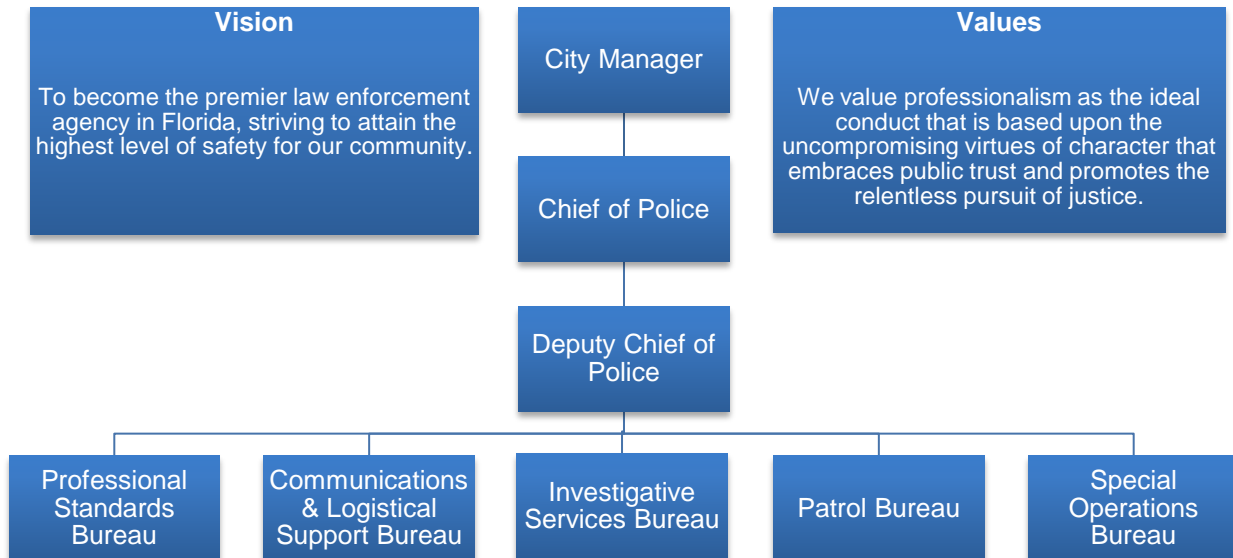 Vision
To become the premier law enforcement
agency in Florida, striving to attain the
highest level of safety for our community.
City Manager
Values
We value professionalism as the ideal
conduct that is based upon the
uncompromising virtues of character that
embraces public trust and promotes the
relentless pursuit of justice.
Chief of Police
Deputy Chief of
Police
Professional
Standards
Bureau
Communications
& Logistical
Support Bureau
Investigative
Services Bureau
Patrol Bureau
Special
Operations
Bureau